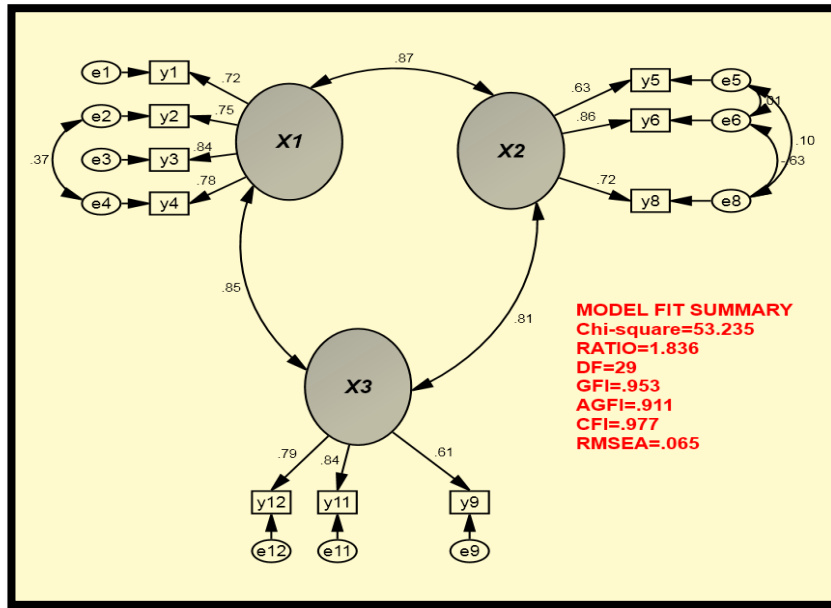 .87
e1 y1 .72
e2 y2 .75
e3 y3 .84
e4 y4 .78
.37
X1
X2
.63 y5 e5
.86 y6 e6
.72 y8 e8
.01
.10
-.63
.85
.81
X3
.79 .84 .61
y12 y11 y9
e12 e11 e9
MODEL FIT SUMMARY
Chi-square=53.235
RATIO=1.836
DF=29
GFI=.953
AGFI=.911
CFI=.977
RMSEA=.065